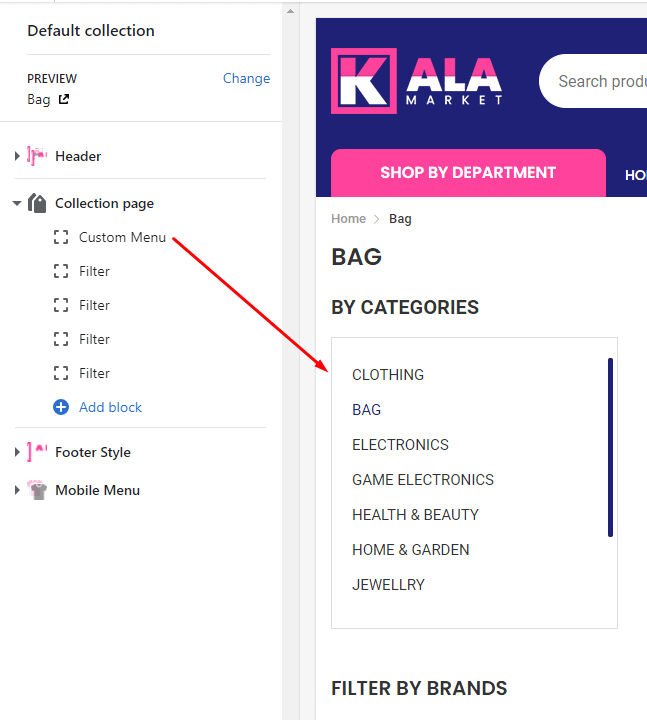 Default collection
PREVIEW
Change
Bag
Header
Collection page
Custom Menu
Filter
Filter
Filter
Filter
Add block
Footer Style
Mobile Menu
K ALA
MARKET
Search produ
SHOP BY DEPARTMENT
HO
Home > Bag
BAG
BY CATEGORIES
CLOTHING
BAG
ELECTRONICS
GAME ELECTRONICS
HEALTH & BEAUTY
HOME & GARDEN
JEWELLRY
FILTER BY BRANDS